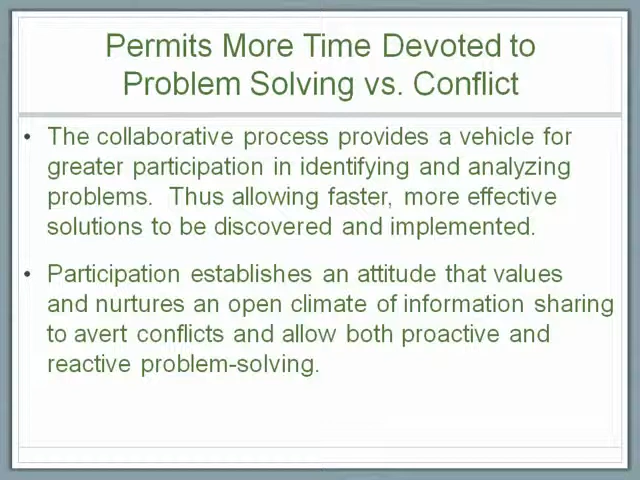 Permits More Time Devoted to
Problem Solving vs. Conflict
• The collaborative process provides a vehicle for
greater participation in identifying and analyzing
problems.  Thus allowing faster, more effective
solutions to be discovered and implemented.
• Participation establishes an attitude that values
and nurtures an open climate of information sharing
to avert conflicts and allow both proactive and
reactive problem-solving.